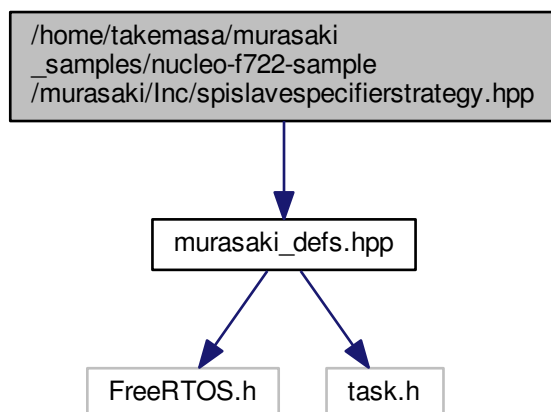 /home/takemasa/murasaki
_samples/nucleo-f722-sample
/murasaki/Inc/spislavespecifierstrategy.hpp
murasaki_defs.hpp
FreeRTOS.h
task.h